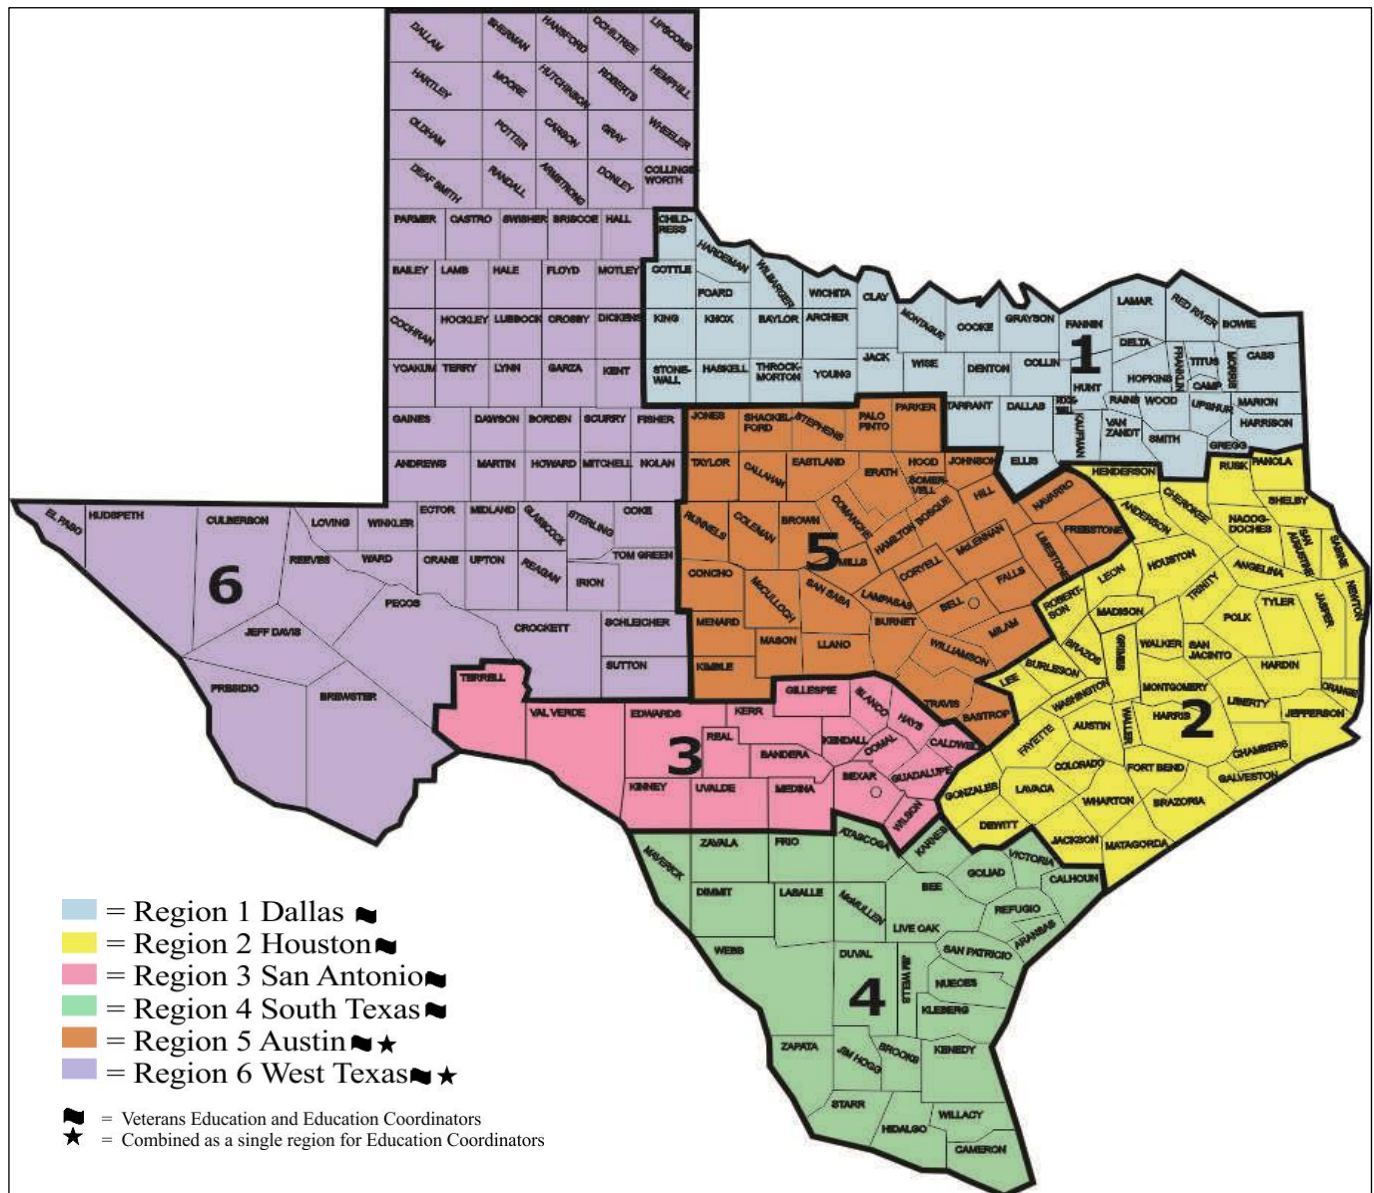 DALLAM SHERMAN HANSFORD OCHILTREE LIPSCOMB
HARTLEY MOORE HUTCHINSON ROBERTS HEMPHILL
OLDHAM POTTER CARSON GRAY WHEELER
DEAF SMITH RANDALL ARMSTRONG DONLEY COLLINGS-
WORTH
PARMER CASTRO SWISHER BRISCOE HALL CHILD-
RESS
HARDEMAN WILBARGER
BAILEY LAMB HALE FLOYD MOTLEY COTTLE
FOARD WICHITA CLAY LAMAR RED RIVER
COCHRAN HOCKLEY LUBBOCK CROSBY DICKENS KING KNOX BAYLOR ARCHER MONTAGUE COOKE GRAYSON FANNIN BOWIE
1
DELTA
YOAKUM TERRY LYNN GARZA KENT STONE-
WALL HASKELL THROCK-
MORTON YOUNG JACK WISE DENTON COLLIN HUNT HOPKINS FRANKLIN TITUS CAMP MORRIS CASS
GAINES DAWSON BORDEN SCURRY FISHER JONES SHACKEL-
FORD STEPHENS PALO
PINTO PARKER TARRANT DALLAS ROCK-
WALL KAUFMAN RAINS WOOD UPSHUR MARION
VAN
ZANDT SMITH GREGG HARRISON
ANDREWS MARTIN HOWARD MITCHELL NOLAN TAYLOR CALLAHAN EASTLAND ERATH HOOD SOMER-
VELL JOHNSON ELLIS HENDERSON RUSK PANOLA
EL PASO HUDSPETH CULBERSON LOVING WINKLER ECTOR MIDLAND GLASSCOCK STERLING COKE RUNNELS COLEMAN BROWN COMANCHE HAMILTON BOSQUE HILL NAVARRO FREESTONE ANDERSON CHEROKEE NACOG-
DOCHES SHELBY
REEVES WARD CRANE UPTON REAGAN IRION TOM GREEN CONCHO McCULLOCH MILLS CORYELL McLENNAN LIMESTONE LEON HOUSTON ANGELINA SAN
AUGUSTINE SABINE
6
5
PECOS SAN SABA LAMPASAS BELL FALLS ROBERT-
SON MADISON TRINITY POLK TYLER JASPER NEWTON
JEFF DAVIS CROCKETT SCHLEICHER MENARD MASON LLANO BURNET WILLIAMSON MILAM BRAZOS GRIMES WALKER SAN
JACINTO HARDIN
PRESIDIO BREWSTER TERRELL SUTTON KIMBLE GILLESPIE BLANCO TRAVIS BASTROP LEE BURLESON WASHINGTON MONTGOMERY LIBERTY ORANGE
VAL VERDE EDWARDS KERR REAL KENDALL HAYS COMAL CALDWELL FAYETTE AUSTIN WALLER HARRIS 2 JEFFERSON
3
BANDERA BEXAR GUADALUPE COLORADO FORT BEND CHAMBERS
KINNEY UVALDE MEDINA WILSON GONZALES LAVACA WHARTON BRAZORIA GALVESTON
DEWITT JACKSON MATAGORDA
MAVERICK ZAVALA FRIO ATASCOSA KARNES GOLIAD VICTORIA CALHOUN
DIMMIT LASALLE McMULLEN BEE REFUGIO
LIVE OAK ARANSAS
WEBB DUVAL JIM WELLS SAN PATRICIO
4
NUECES
KLEBERG
ZAPATA JIM HOGG BROOKS KENEDY
STARR WILLACY
HIDALGO
CAMERON
= Region 1 Dallas
= Region 2 Houston
= Region 3 San Antonio
= Region 4 South Texas
= Region 5 Austin
= Region 6 West Texas
= Veterans Education and Education Coordinators
= Combined as a single region for Education Coordinators